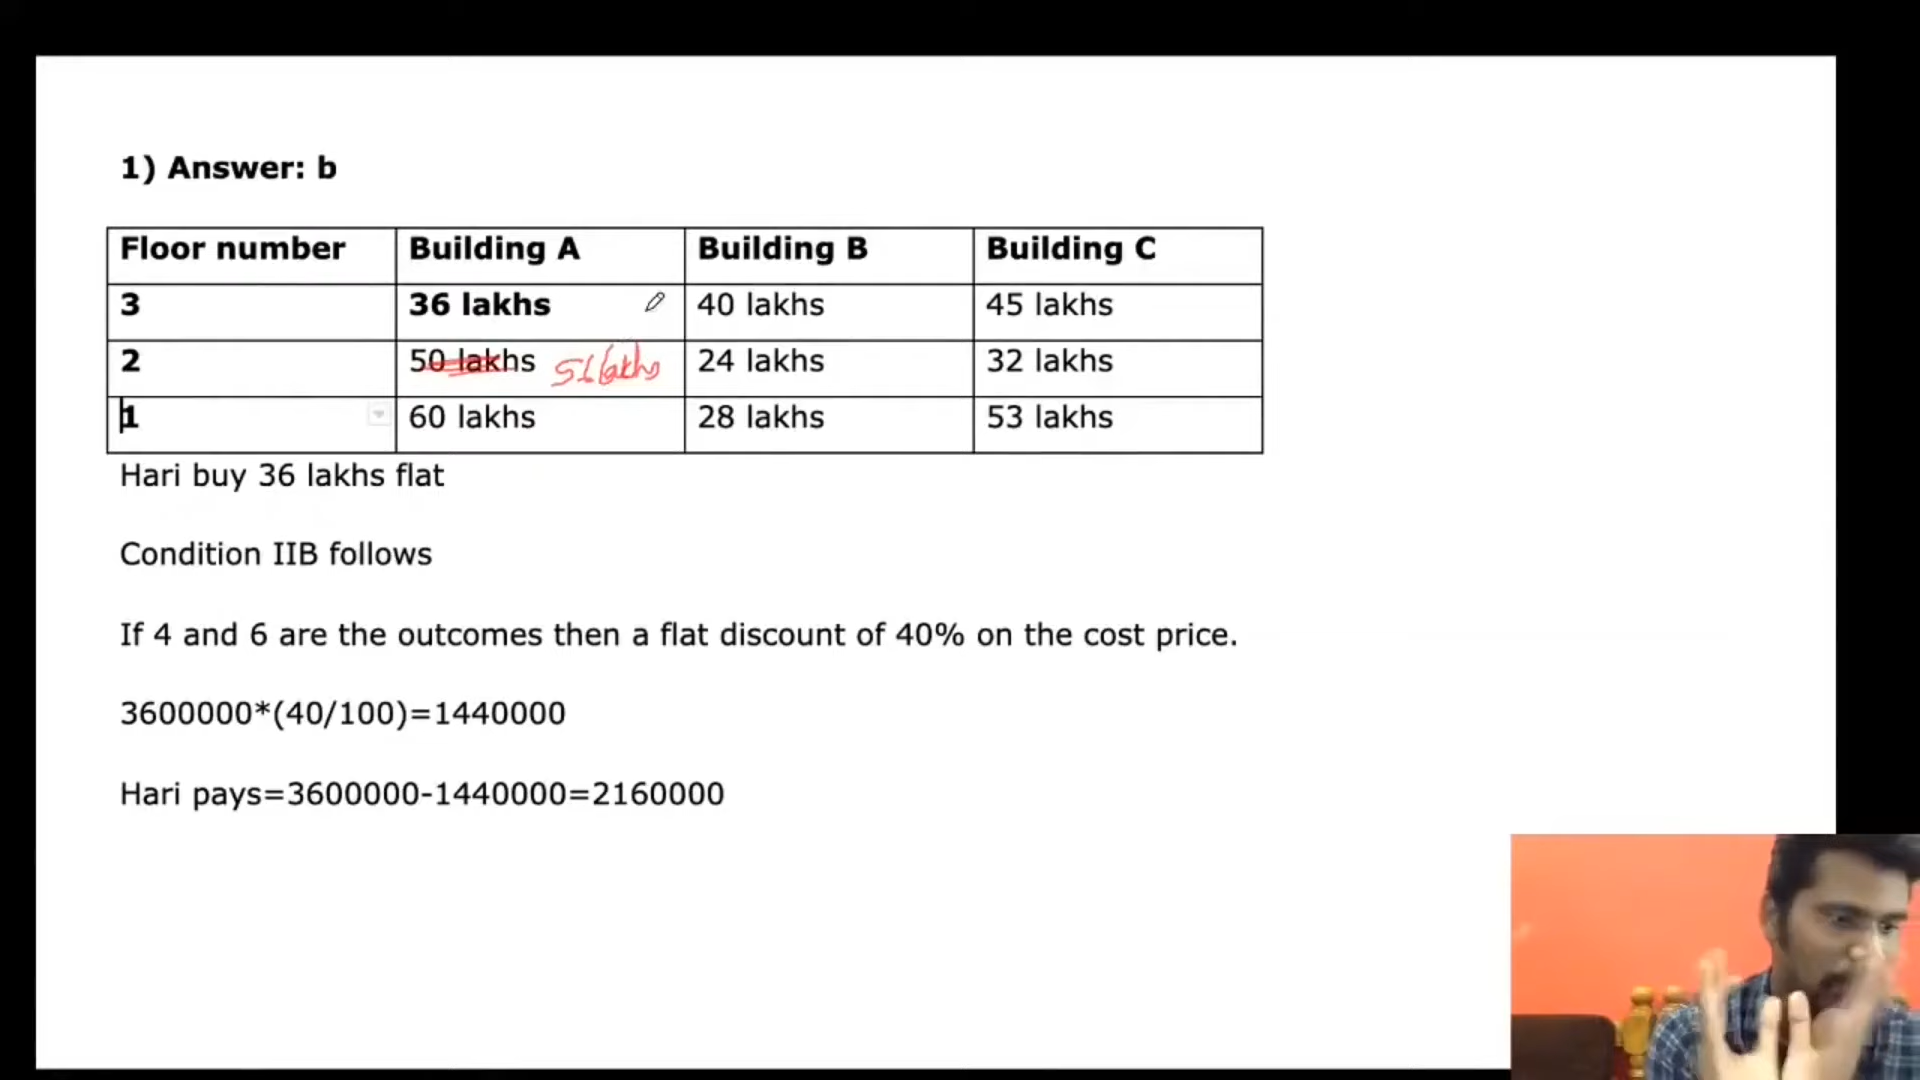 1) Answer: b
Floor number Building A Building B Building C
3 36 lakhs 40 lakhs 45 lakhs
2 50 lakhs 51 lakhs 24 lakhs 32 lakhs
1 60 lakhs 28 lakhs 53 lakhs
Hari buy 36 lakhs flat
Condition IIB follows
If 4 and 6 are the outcomes then a flat discount of 40% on the cost price.
3600000*(40/100)=1440000
Hari pays=3600000-1440000=2160000